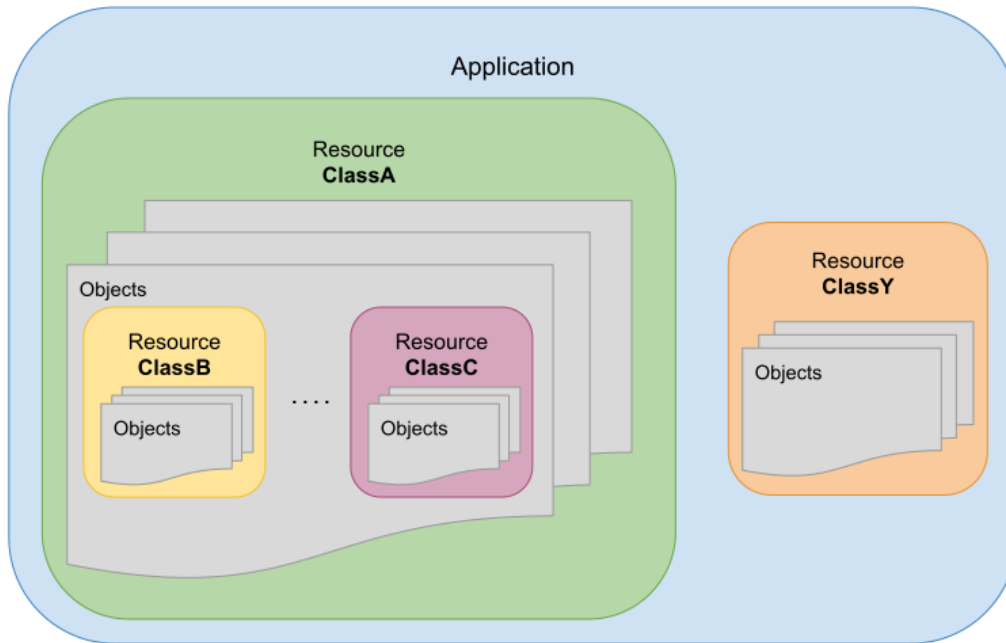 Application
Resource
ClassA
Objects
Resource
ClassB
Objects
....
Resource
ClassC
Objects
Resource
ClassY
Objects